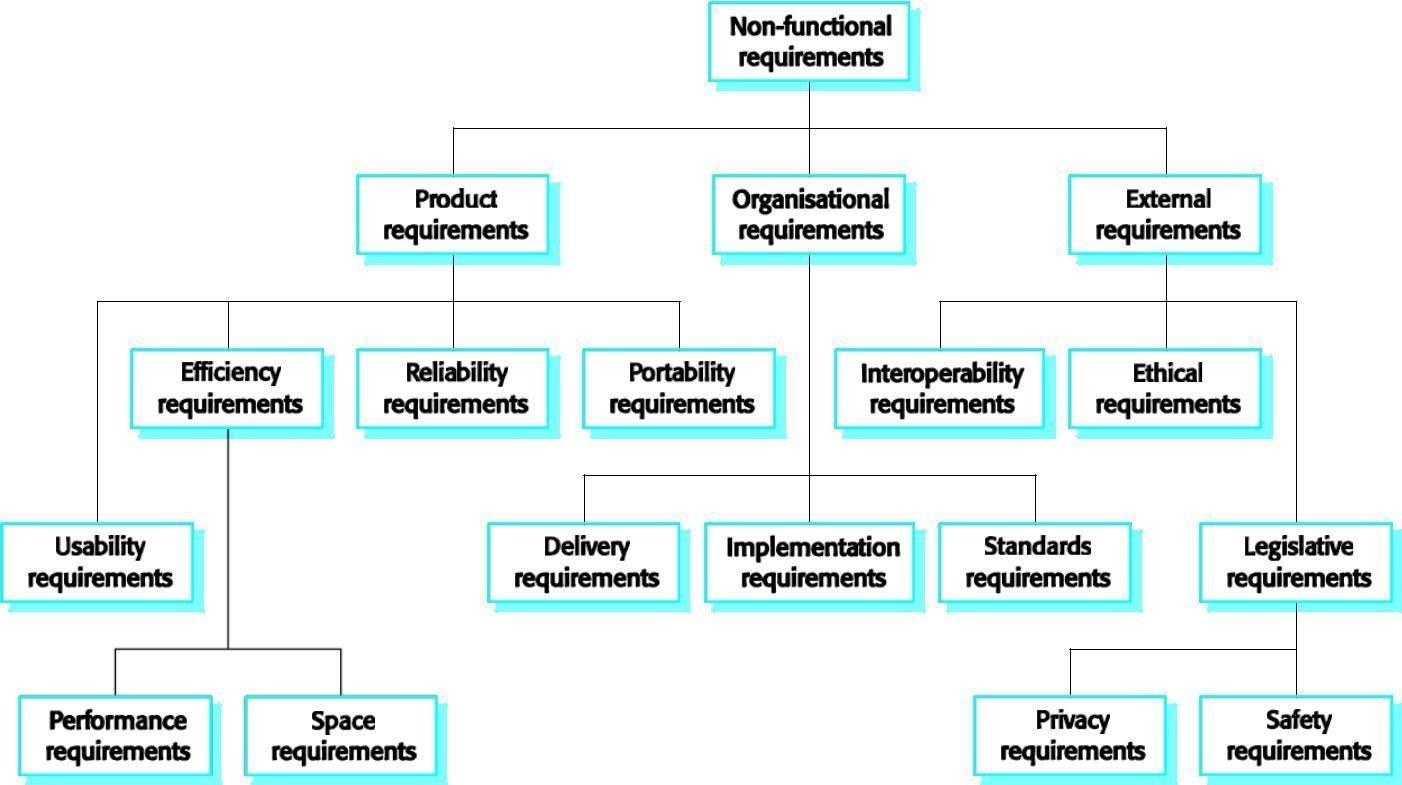 Non-functional
requirements
Product
requirements
Organisational
requirements
External
requirements
Efficiency
requirements
Reliability
requirements
Portability
requirements
Interoperability
requirements
Ethical
requirements
Usability
requirements
Delivery
requirements
Implementation
requirements
Standards
requirements
Legislative
requirements
Performance
requirements
Space
requirements
Privacy
requirements
Safety
requirements